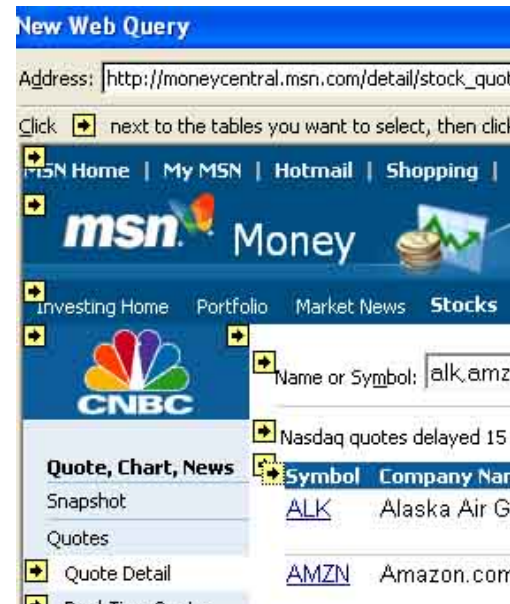 New Web Query
Address: http://moneycentral.msn.com/detail/stock_quot
Click next to the tables you want to select, then click
MSN Home | My MSN | Hotmail | Shopping |
msn Money
Investing Home Portfolio Market News Stocks
CNBC
Name or Symbol: alk,amz
Nasdaq quotes delayed 15
Quote, Chart, News
Symbol Company Nar
Snapshot
ALK Alaska Air G
Quotes
Quote Detail
AMZN Amazon.com